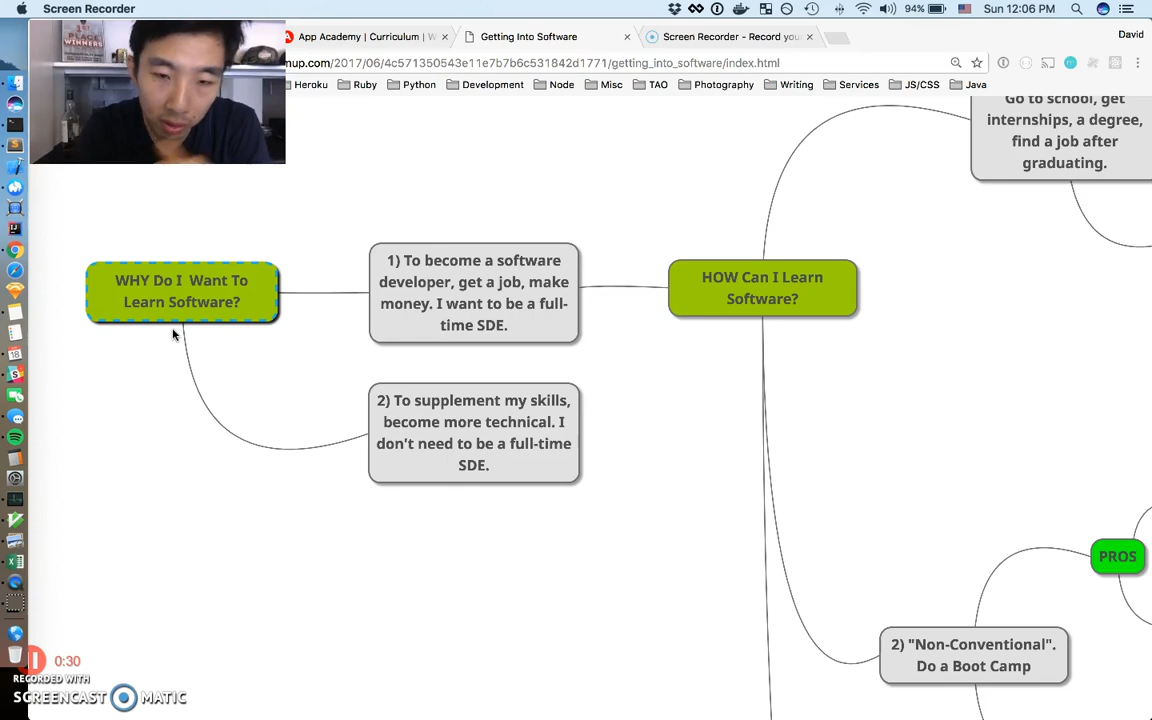 Screen Recorder
94%
Sun 12:06 PM
1ST PLACE
WINNERS
App Academy | Curriculum | W
Getting Into Software
Screen Recorder - Record you
David
nup.com/2017/06/4c571350543e11e7b7b6c531842d1771/getting_into_software/index.html
Heroku
Ruby
Python
Development
Node
Misc
TAO
Photography
Writing
Services
JS/CSS
Java
Go to school, get
internships, a degree,
find a job after
graduating.
WHY Do I Want To
Learn Software?
1) To become a software
developer, get a job, make
money. I want to be a full-
time SDE.
HOW Can I Learn
Software?
2) To supplement my skills,
become more technical. I
don't need to be a full-time
SDE.
PROS
2) "Non-Conventional".
Do a Boot Camp
18
0:30
RECORDED WITH
SCREENCAST MATIC